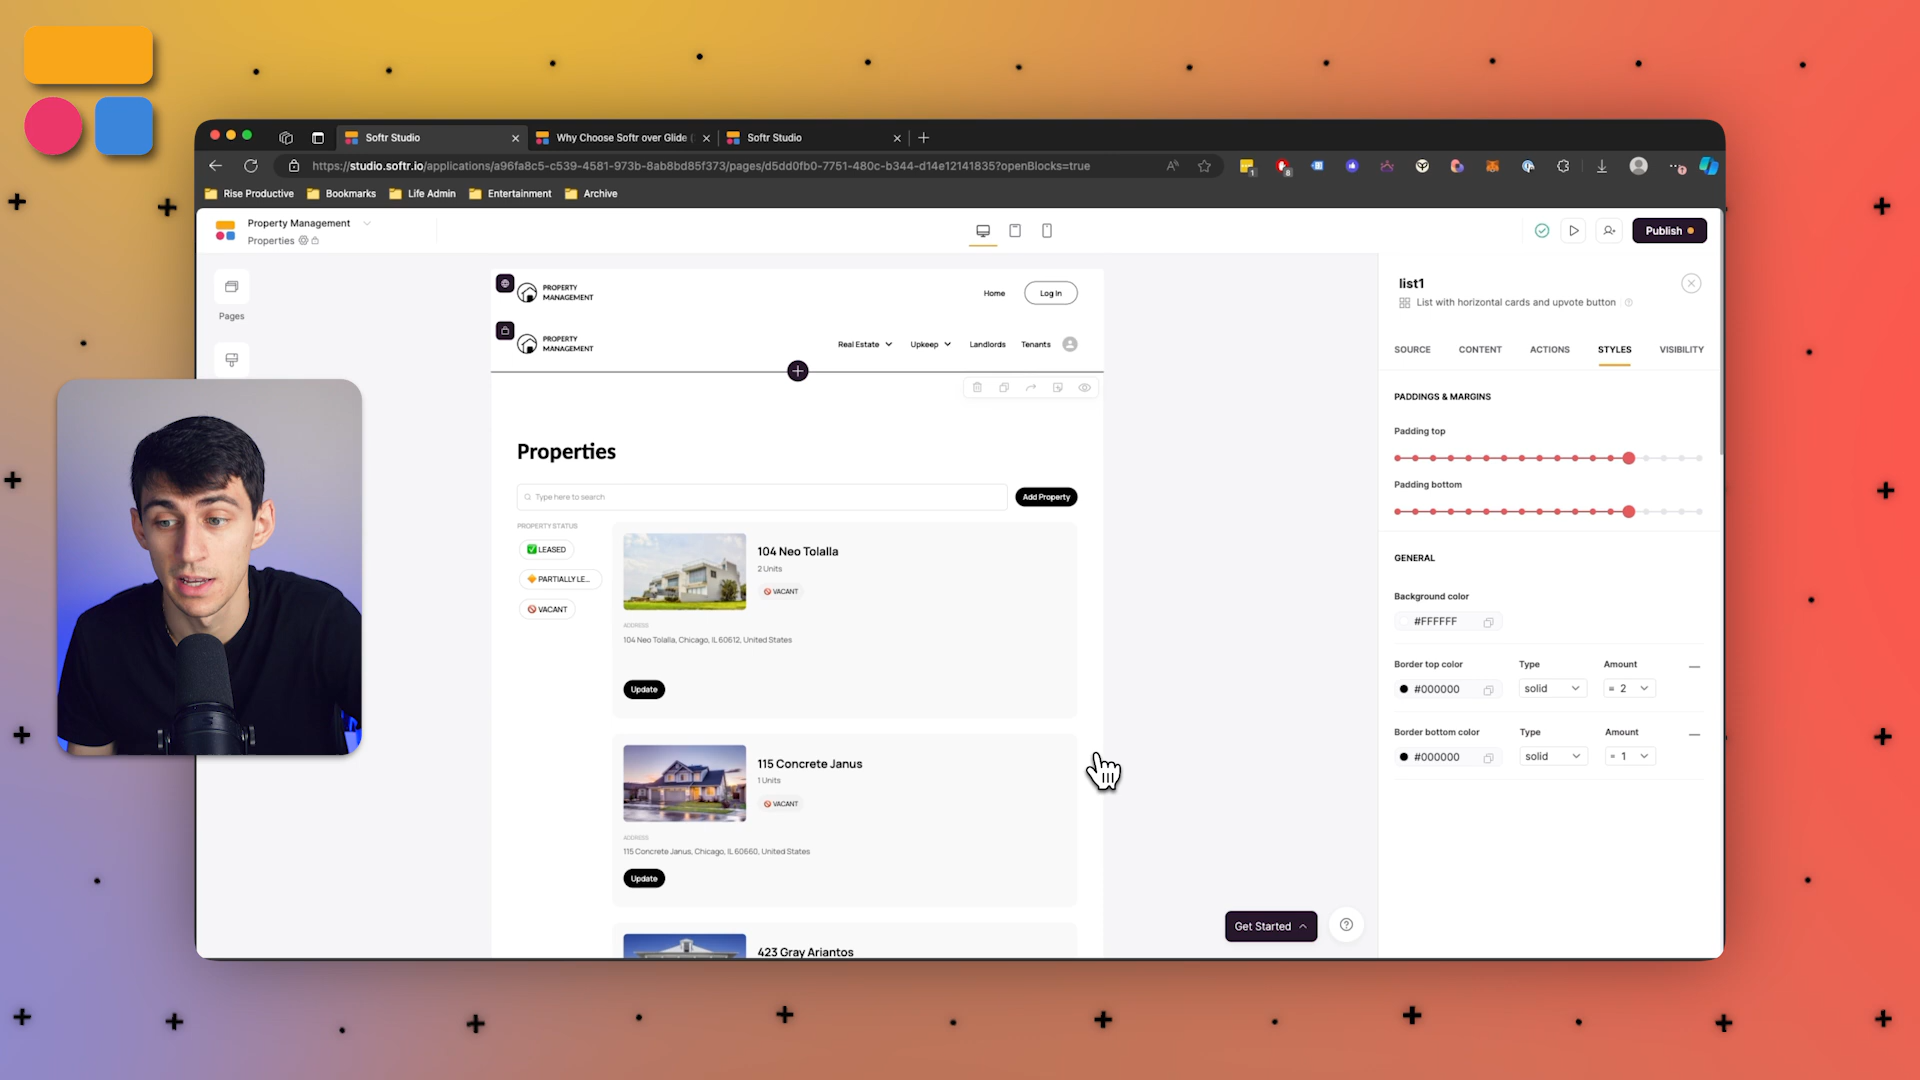 Softr Studio
Why Choose Softr over Glide
Softr Studio
https://studio.softr.io/applications/a96fa8c5-c539-4581-973b-8ab8bd85f373/pages/d5dd0fb0-7751-480c-b344-d14e12141835?openBlocks=true
Rise Productive
Bookmarks
Life Admin
Entertainment
Archive
Property Management
Properties
Publish
Pages
PROPERTY
MANAGEMENT
Home
Log In
PROPERTY
MANAGEMENT
Real Estate
Upkeep
Landlords
Tenants
Properties
Type here to search
Add Property
PROPERTY STATUS
LEASED
PARTIALLY LE...
VACANT
104 Neo Tolalla
2 Units
VACANT
ADDRESS
104 Neo Tolalla, Chicago, IL 60612, United States
Update
115 Concrete Janus
1 Units
VACANT
ADDRESS
115 Concrete Janus, Chicago, IL 60660, United States
Update
423 Gray Ariantos
Get Started
list1
List with horizontal cards and upvote button
SOURCE
CONTENT
ACTIONS
STYLES
VISIBILITY
PADDINGS & MARGINS
Padding top
Padding bottom
GENERAL
Background color
#FFFFFF
Border top color
Type
Amount
#000000
solid
= 2
Border bottom color
Type
Amount
#000000
solid
= 1